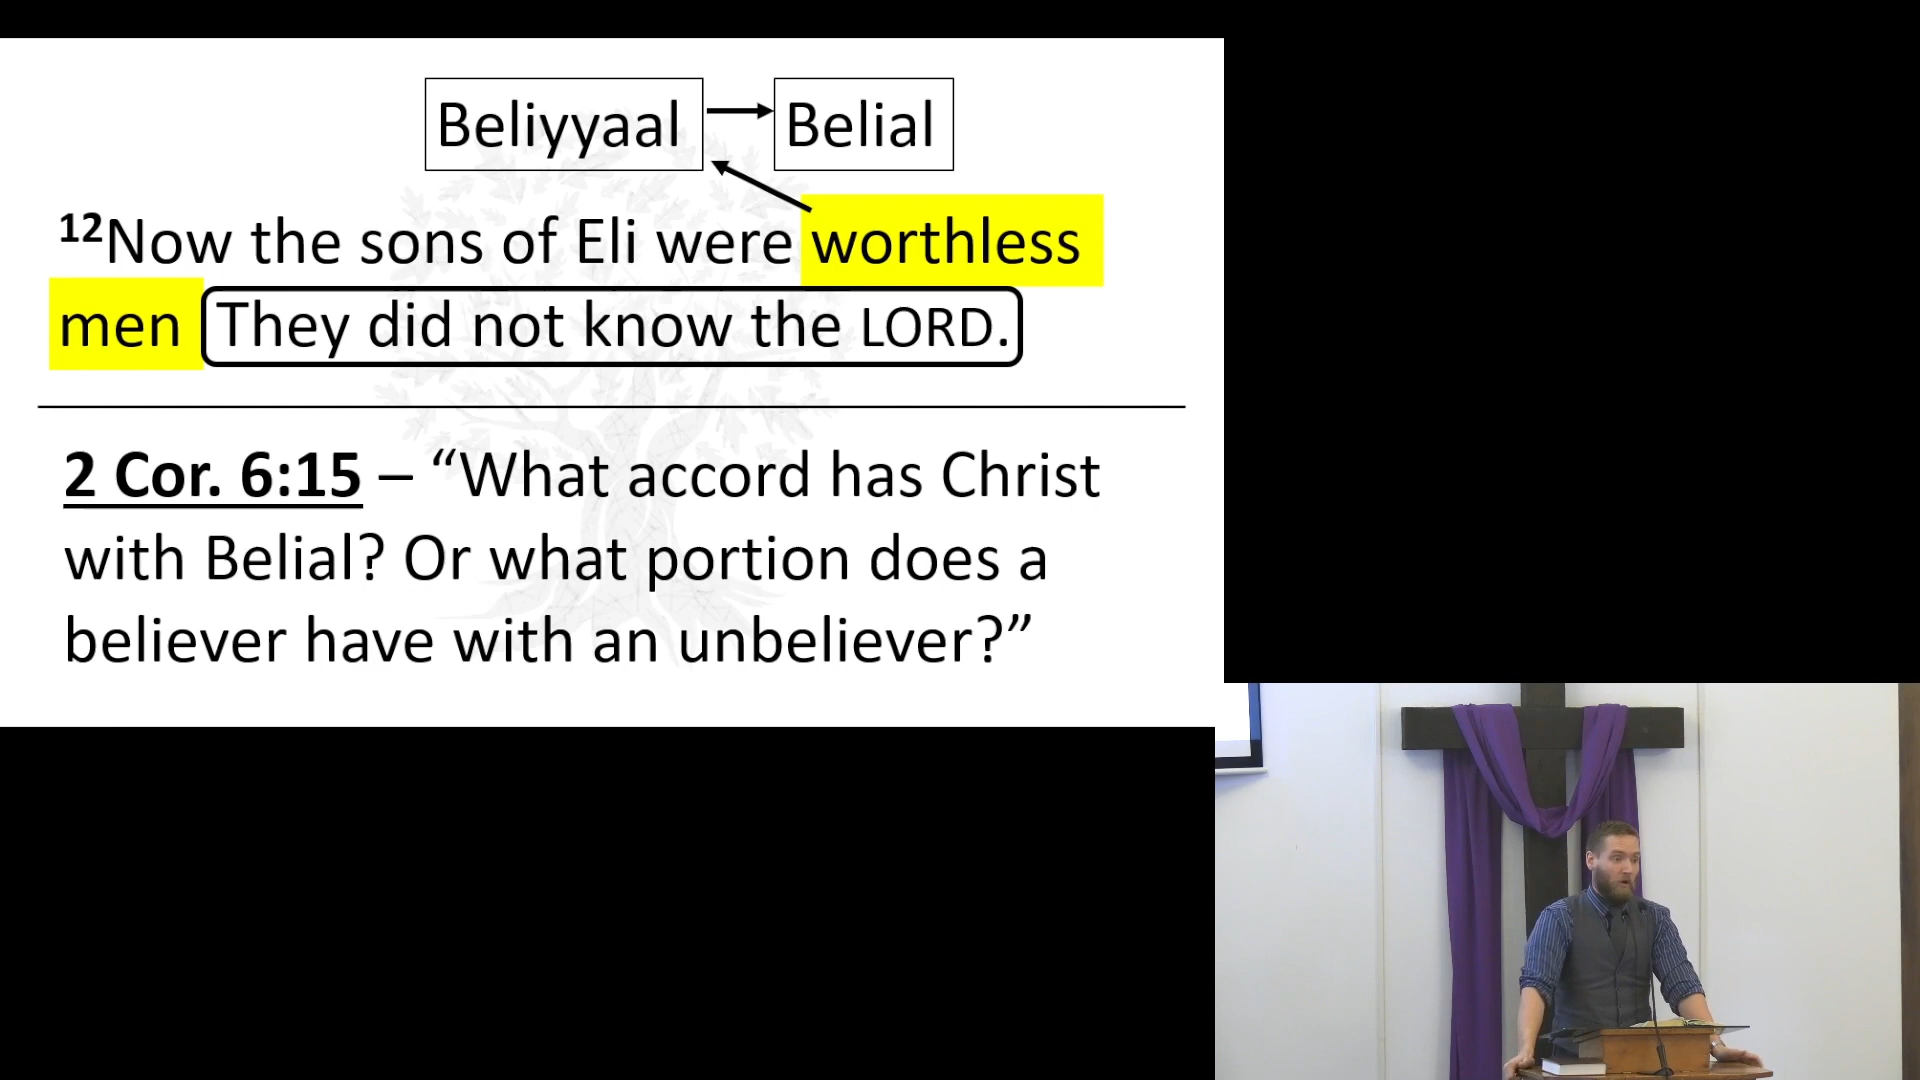 Beliyyaal Belial
12Now the sons of Eli were worthless
men They did not know the LORD.
2 Cor. 6:15 – “What accord has Christ
with Belial? Or what portion does a
believer have with an unbeliever?”